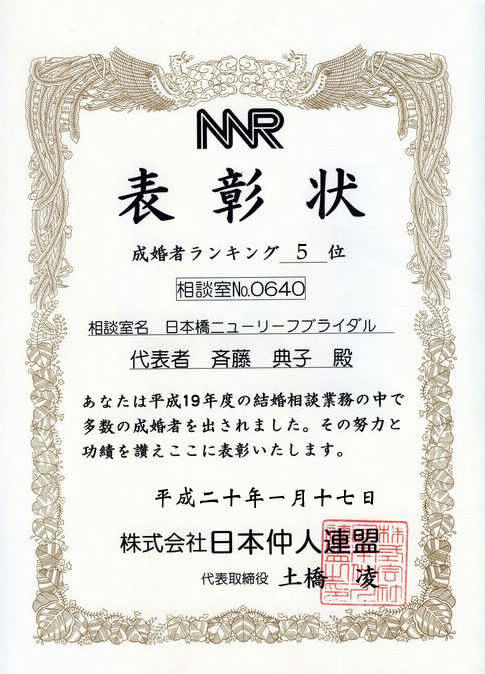 NNR
表彰状
成婚者ランキング 5 位
相談室No.0640
相談室名 日本橋ニューリーフブライダル
代表者 斉藤 典子 殿
あなたは平成19年度の結婚相談業務の中で
多数の成婚者を出されました。その努力と
功績を讃えここに表彰いたします。
平成二十年一月十七日
株式会社日本仲人連盟
代表取締役 土橋 凌